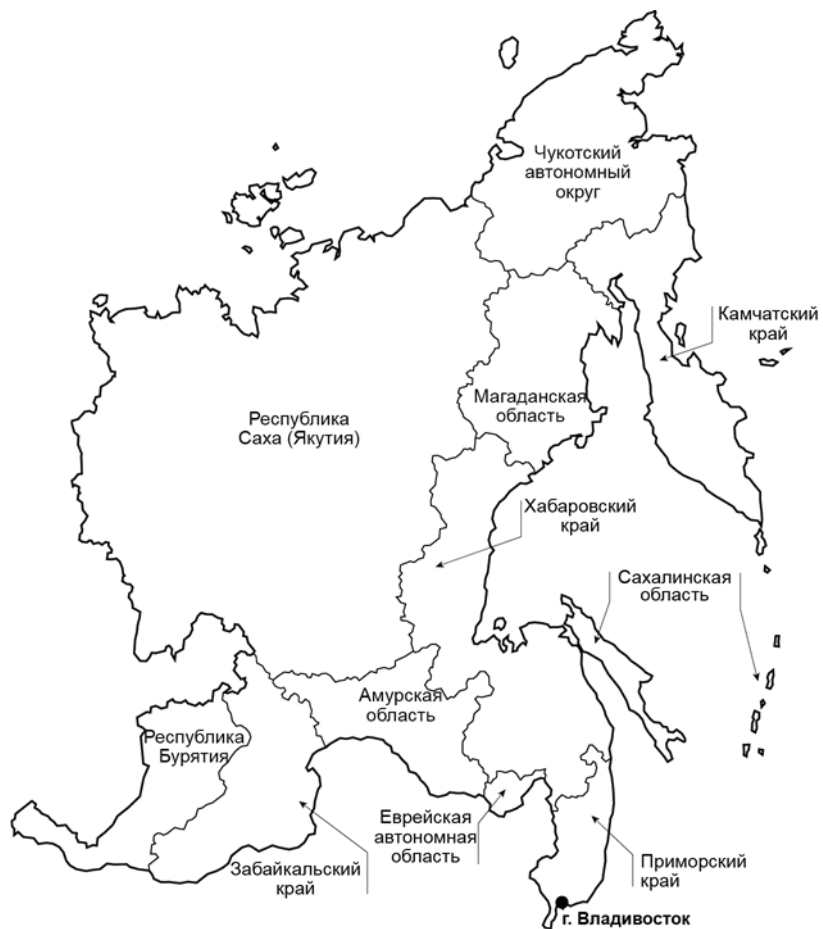 Чукотский
автономный
округ
Камчатский
край
Магаданская
область
Республика
Саха (Якутия)
Хабаровский
край
Сахалинская
область
Амурская
область
Республика
Бурятия
Еврейская
автономная
область
Забайкальский
край
Приморский
край
г. Владивосток